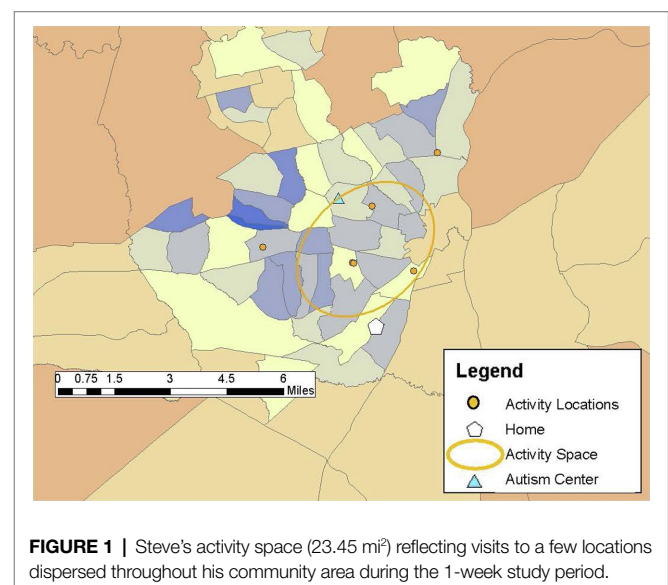 0 0.75 1.5 3 4.5 6
Miles
Legend
Activity Locations
Home
Activity Space
Autism Center
FIGURE 1 | Steve’s activity space (23.45 mi²) reflecting visits to a few locations
dispersed throughout his community area during the 1-week study period.